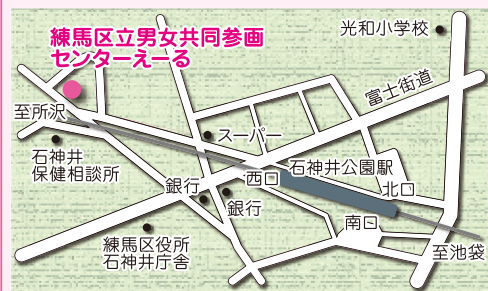 練馬区立男女共同参画
センターえーる
光和小学校
富士街道
至所沢
スーパー
石神井
保健相談所
石神井公園駅
西口
北口
銀行
銀行
南口
練馬区役所
石神井庁舎
至池袋